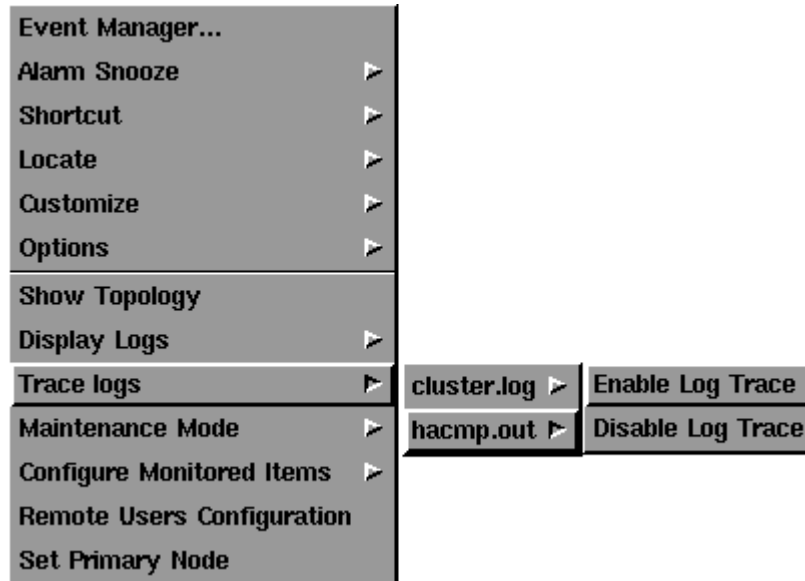 Event Manager...
Alarm Snooze
Shortcut
Locate
Customize
Options
Show Topology
Display Logs
Trace logs
cluster.log
Enable Log Trace
hacmp.out
Disable Log Trace
Maintenance Mode
Configure Monitored Items
Remote Users Configuration
Set Primary Node